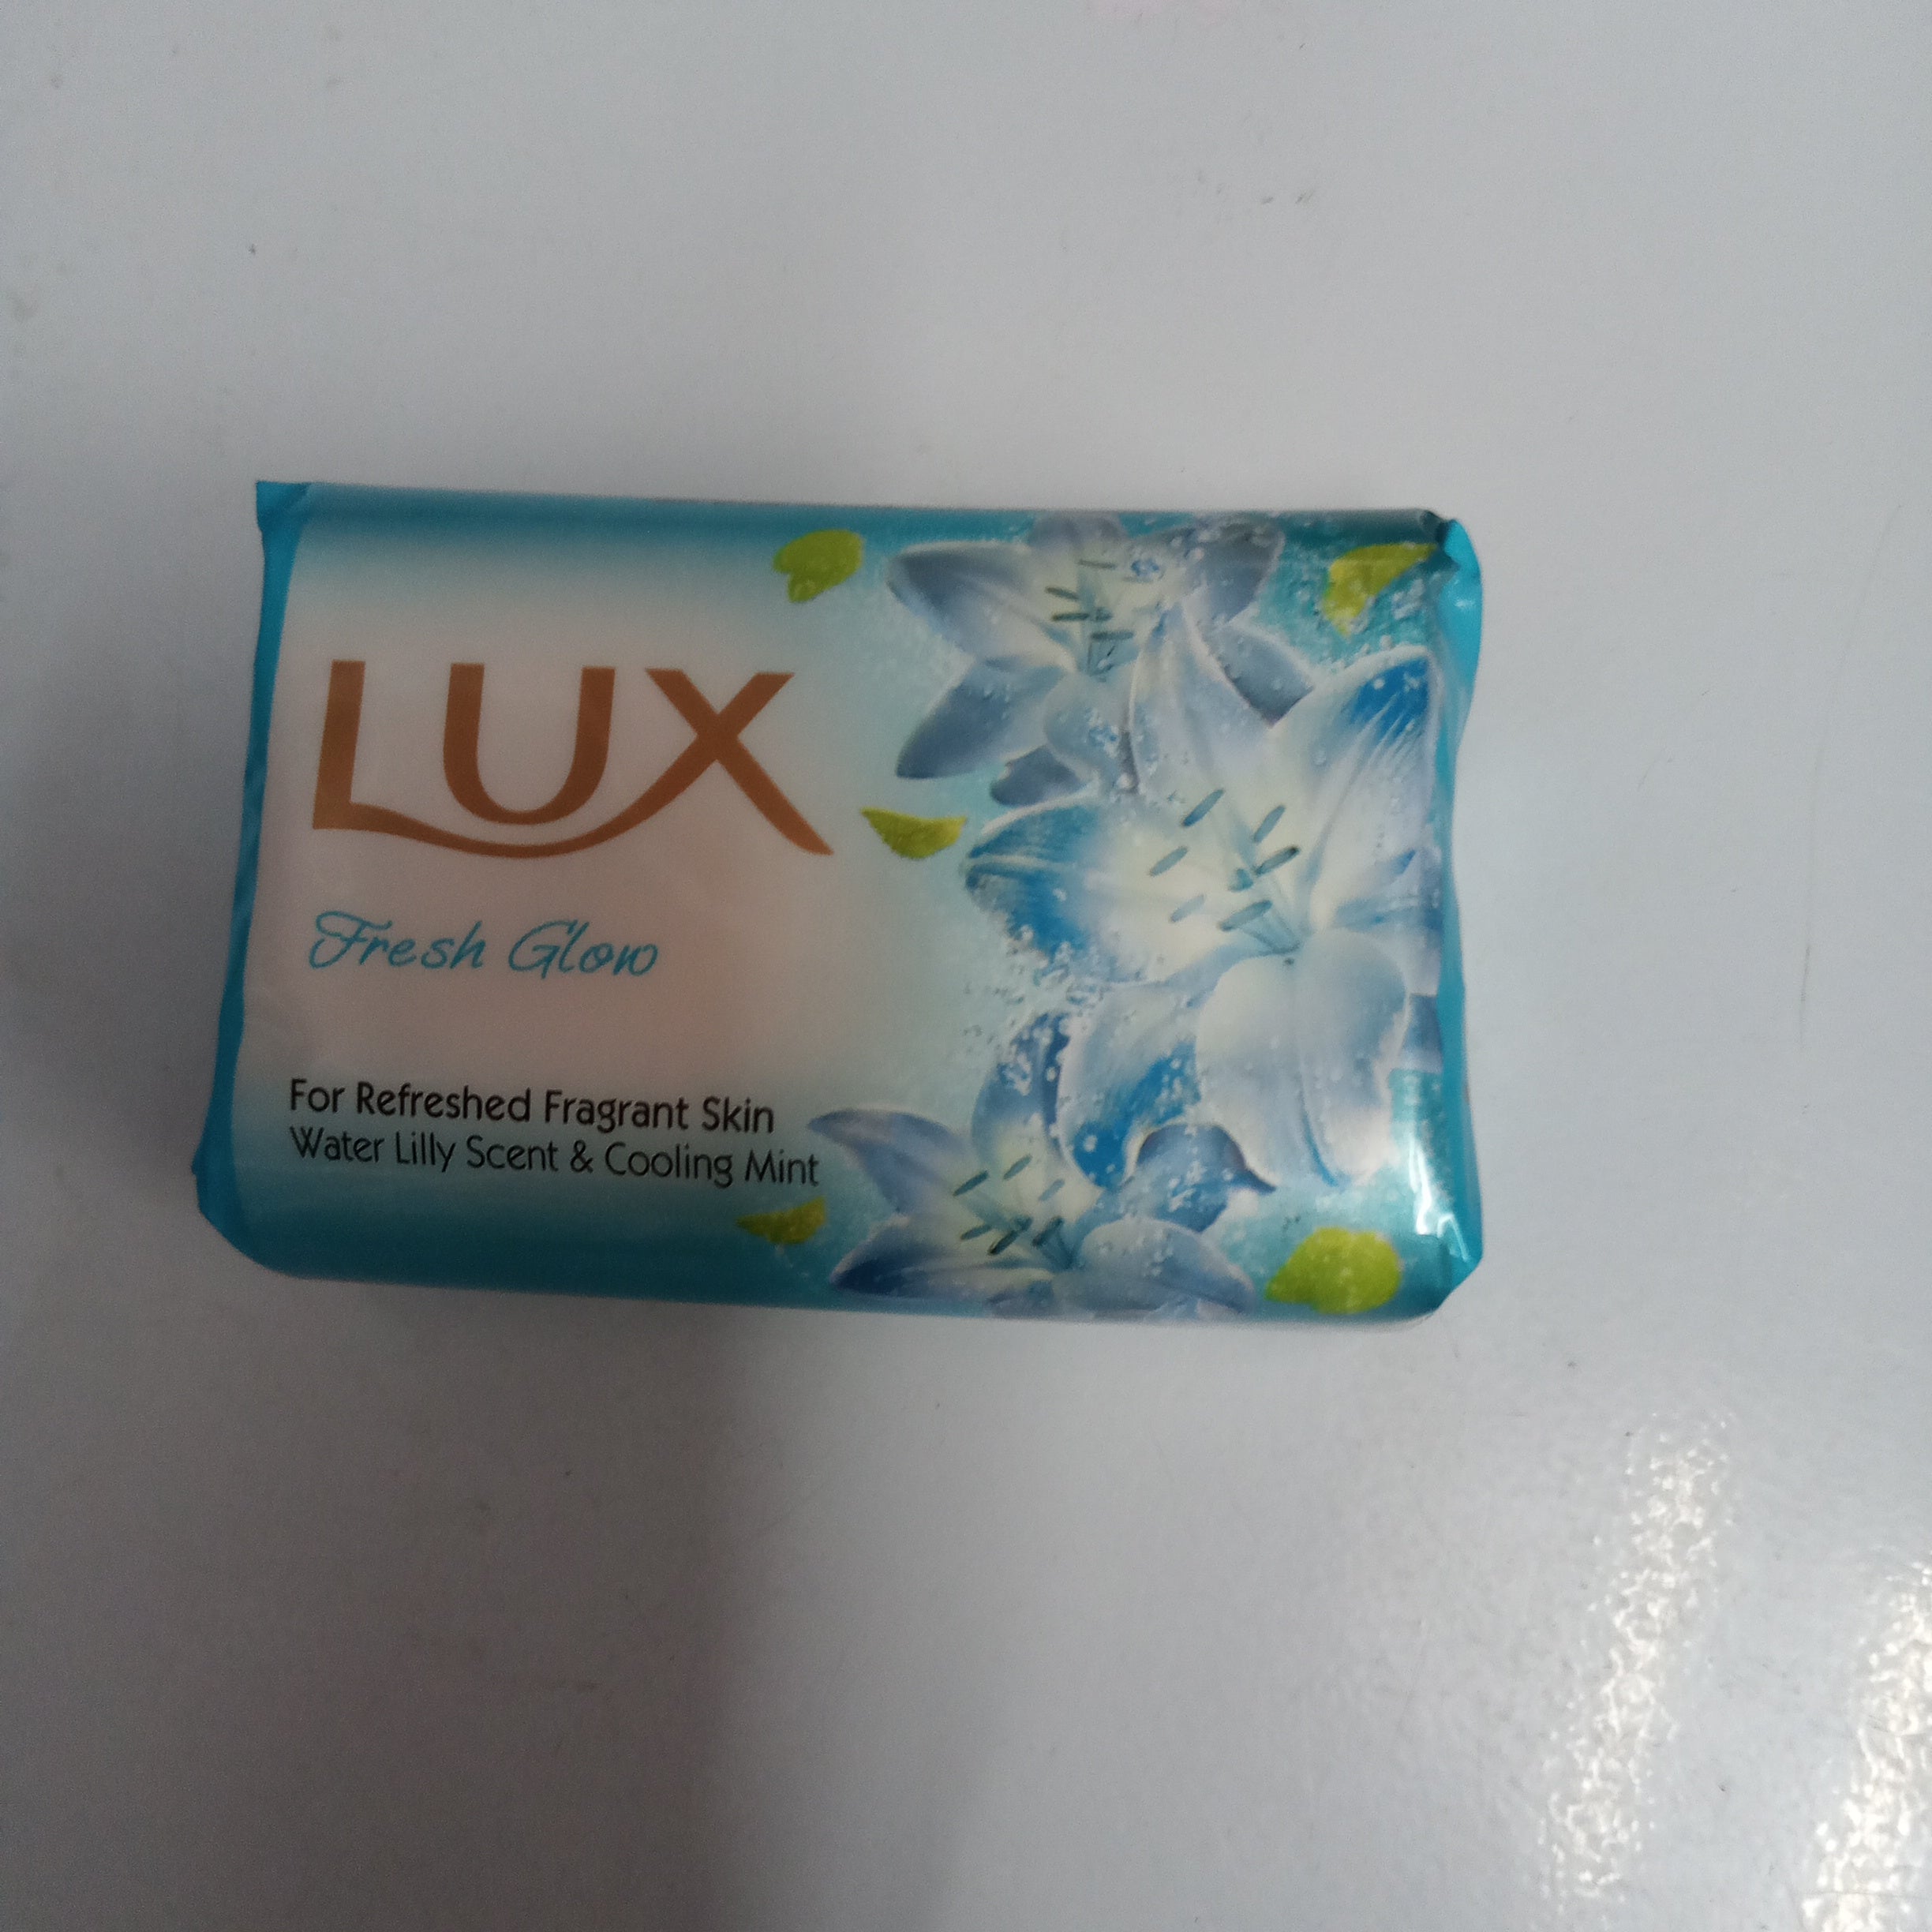 LUX
Fresh Glow
For Refreshed Fragrant Skin
Water Lilly Scent & Cooling Mint